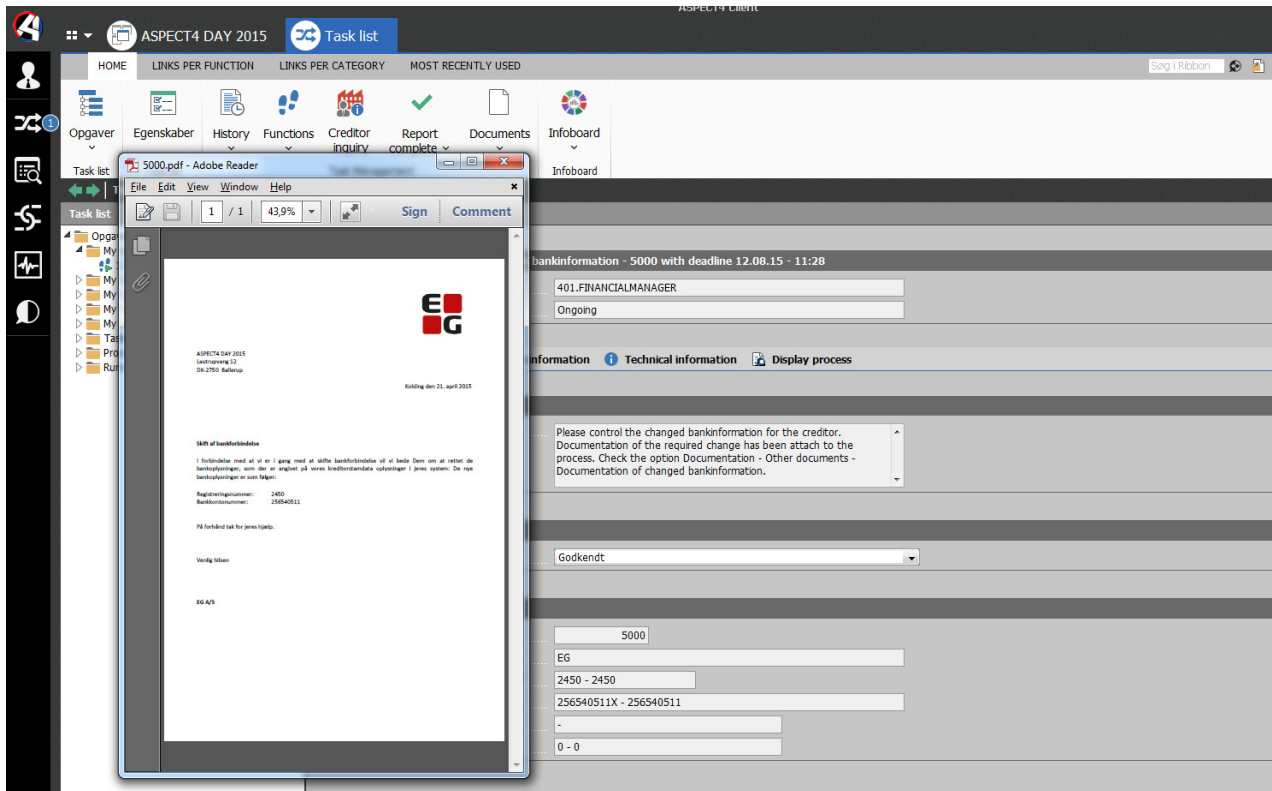 ASPECT4 Client
ASPECT4 DAY 2015
Task list
HOME
LINKS PER FUNCTION
LINKS PER CATEGORY
MOST RECENTLY USED
Søg i Ribbon
1
Opgaver
Egenskaber
History
Functions
Creditor
inquiry
Report
complete
Documents
Infoboard
Task list
Infoboard
5000.pdf - Adobe Reader
File Edit View Window Help
1 / 1
43,9%
Sign
Comment
Task list
Opga
My
My
My
My
My
Tas
Pro
Rur
EG
ASPECT4 DAY 2015
Lautrupvang 12
DK-2750 Ballerup
Kolding den 21. april 2015
Skift af bankforbindelse
I forbindelse med at vi er i gang med at skifte bankforbindelse vil vi bede Dem om at rettet de
bankoplysninger, som der er angivet på vores kreditorstamdata oplysninger i jeres system: De nye
bankoplysninger er som følger:
Registreringsnummer: 2450
Bankkontonummer: 256540511
På forhånd tak for jeres hjælp.
Venlig hilsen
EG A/S
bankinformation - 5000 with deadline 12.08.15 - 11:28
401.FINANCIALMANAGER
Ongoing
nformation
Technical information
Display process
Please control the changed bankinformation for the creditor.
Documentation of the required change has been attach to the
process. Check the option Documentation - Other documents -
Documentation of changed bankinformation.
Godkendt
5000
EG
2450 - 2450
256540511X - 256540511
-
0 - 0